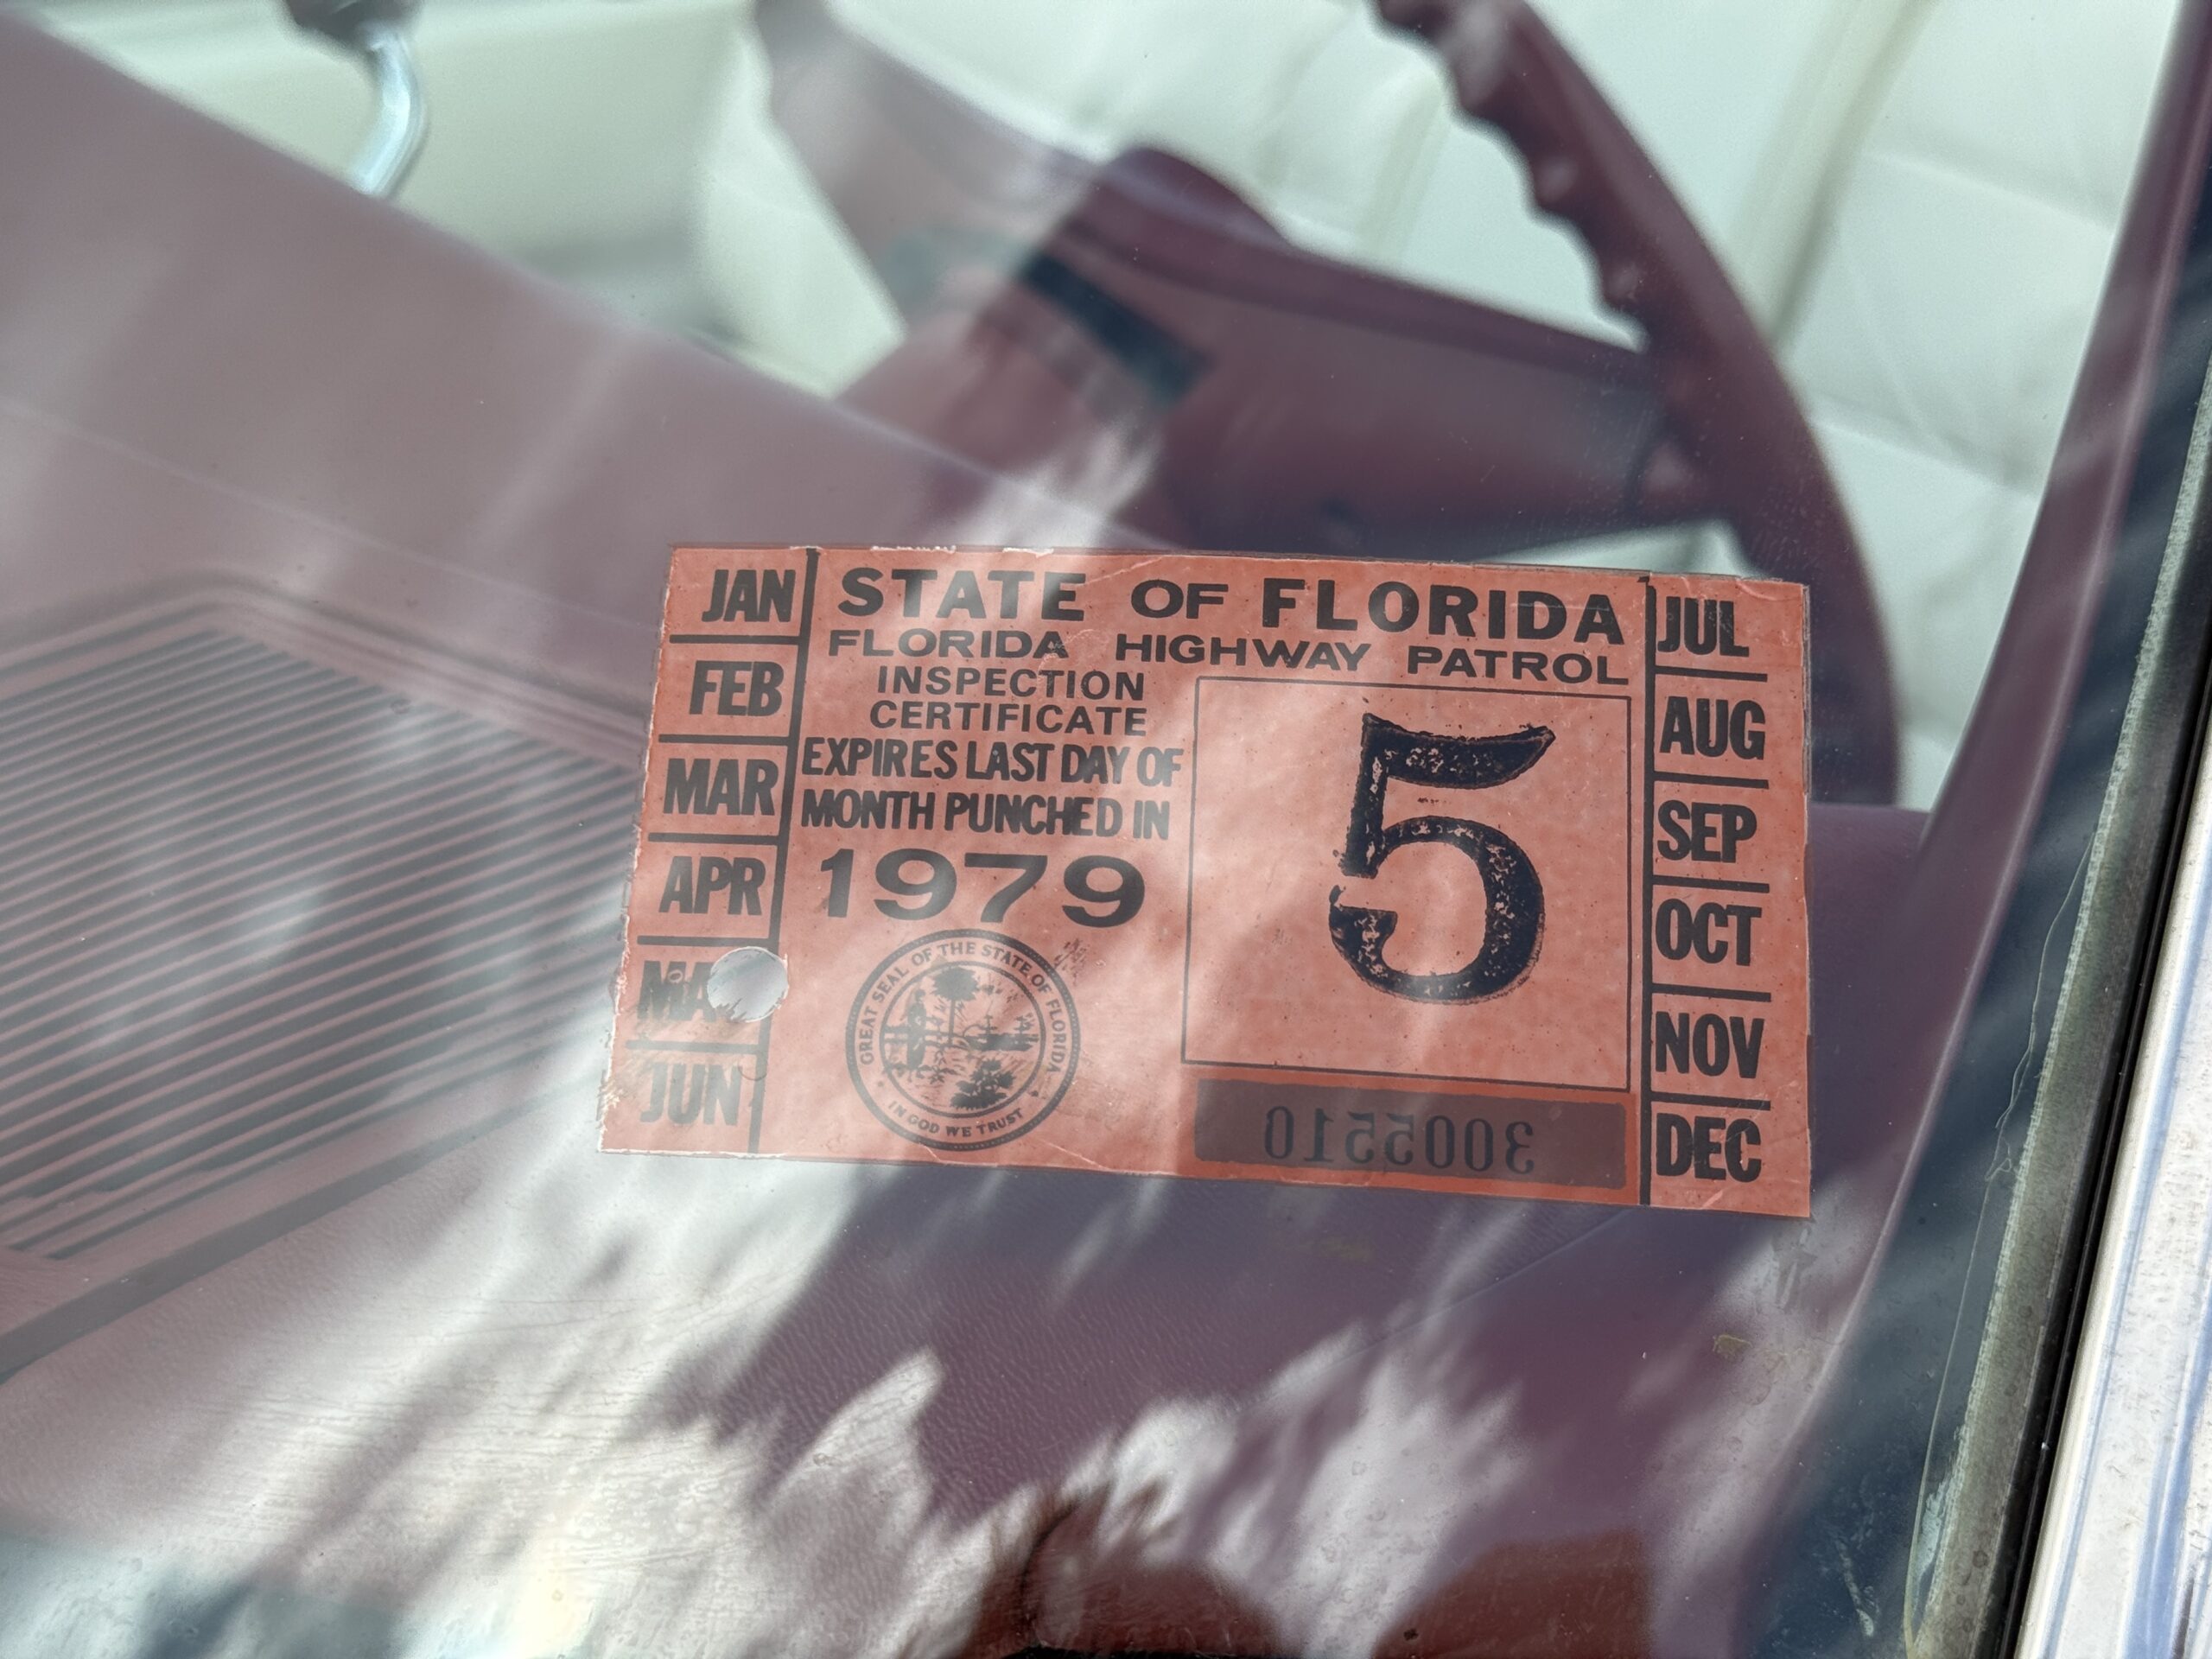 JAN
FEB
MAR
APR
MA
JUN
STATE OF FLORIDA
FLORIDA HIGHWAY PATROL
INSPECTION
CERTIFICATE
EXPIRES LAST DAY OF
MONTH PUNCHED IN
1979
GREAT SEAL OF THE STATE OF FLORIDA
IN GOD WE TRUST
5
3005510
JUL
AUG
SEP
OCT
NOV
DEC